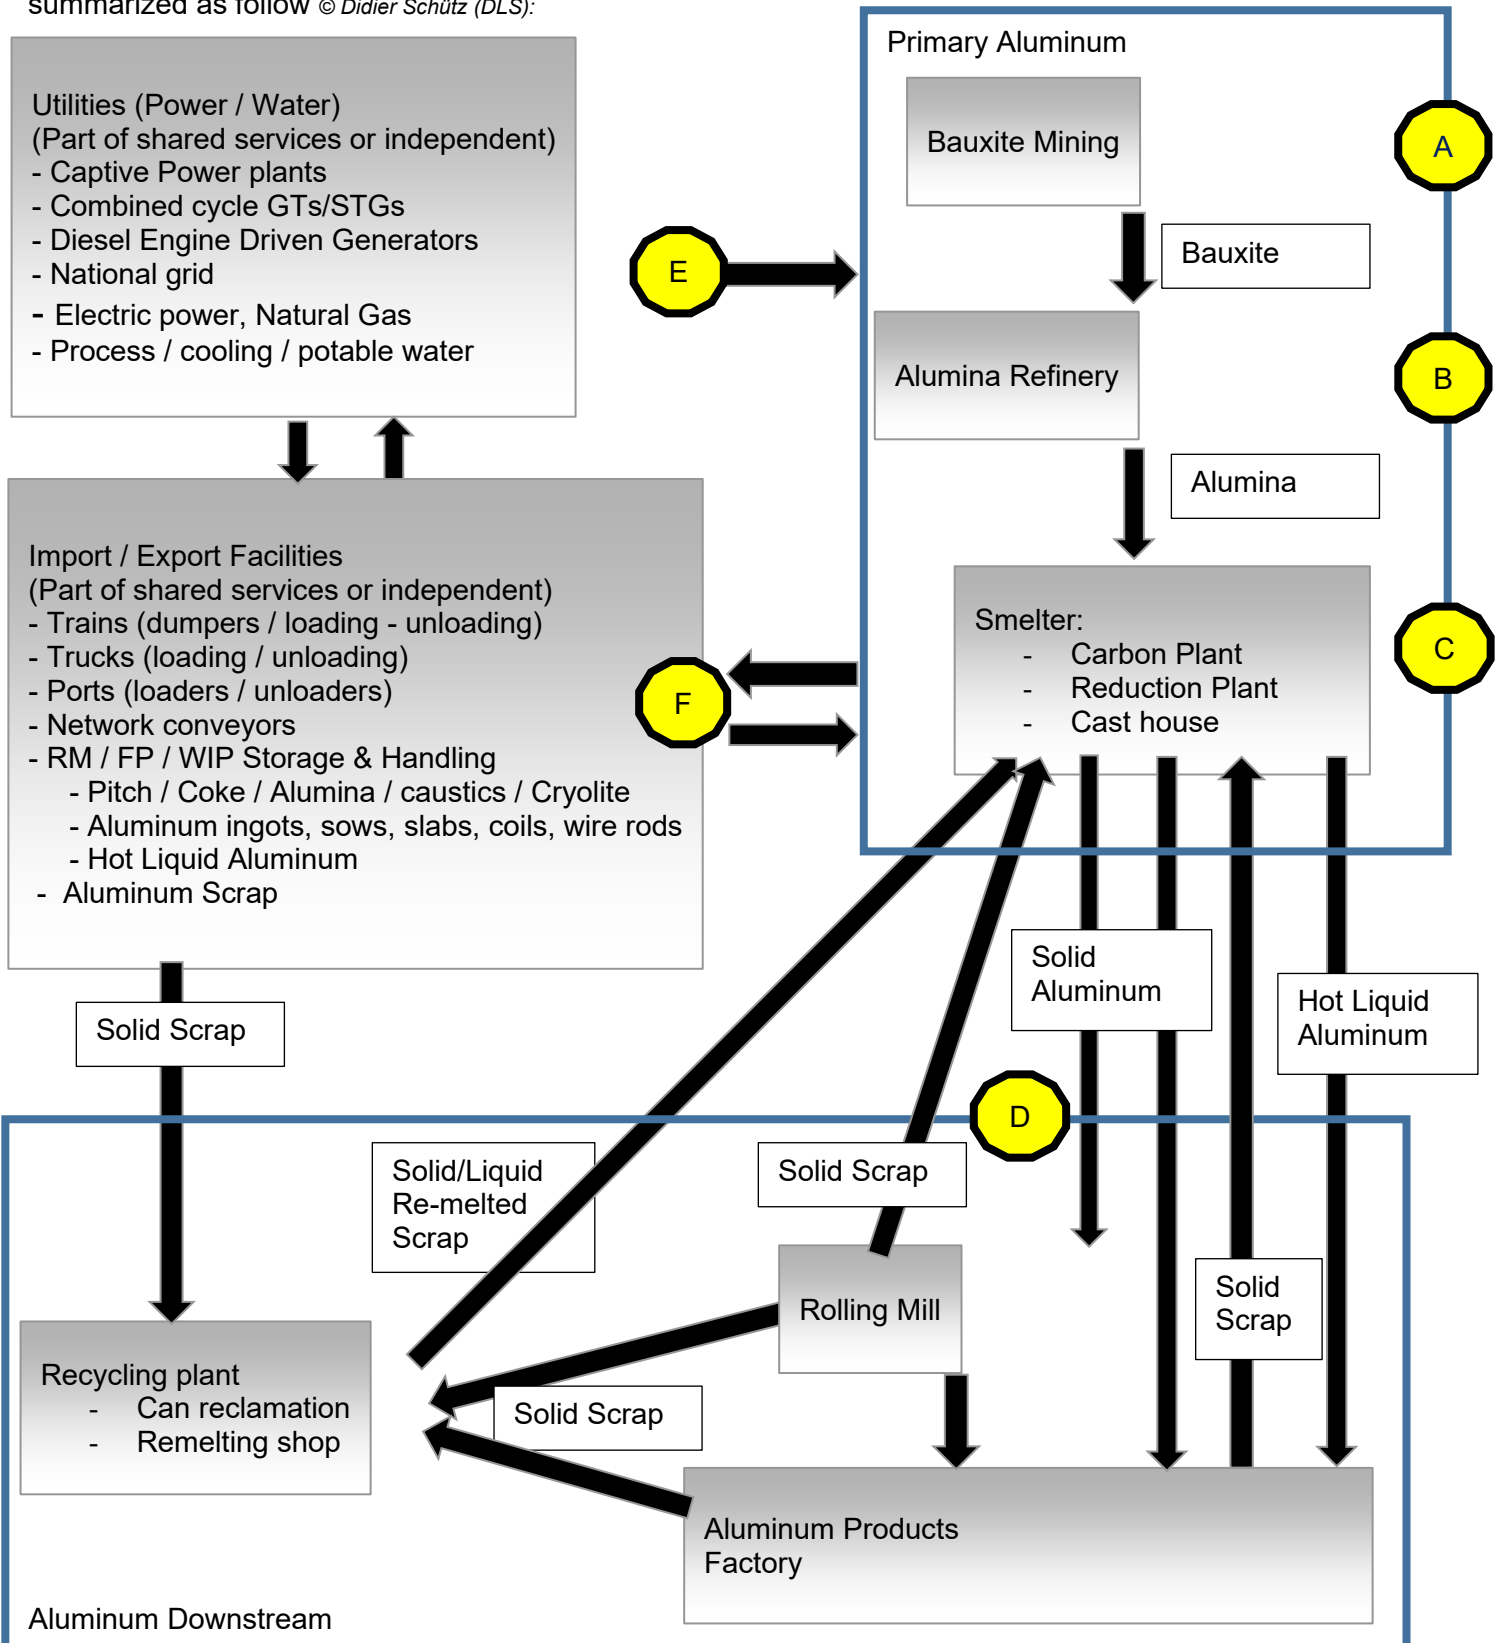 summarized as follow © Didier Schütz (DLS):
Utilities (Power / Water)
(Part of shared services or independent)
- Captive Power plants
- Combined cycle GTs/STGs
- Diesel Engine Driven Generators
- National grid
- Electric power, Natural Gas
- Process / cooling / potable water
Primary Aluminum
Bauxite Mining
A
Bauxite
E
Alumina Refinery
B
Alumina
Import / Export Facilities
(Part of shared services or independent)
- Trains (dumpers / loading - unloading)
- Trucks (loading / unloading)
- Ports (loaders / unloaders)
- Network conveyors
- RM / FP / WIP Storage & Handling
- Pitch / Coke / Alumina / caustics / Cryolite
- Aluminum ingots, sows, slabs, coils, wire rods
- Hot Liquid Aluminum
- Aluminum Scrap
F
Smelter:
- Carbon Plant
- Reduction Plant
- Cast house
C
Solid Scrap
Solid
Aluminum
Hot Liquid
Aluminum
D
Solid/Liquid
Re-melted
Scrap
Solid Scrap
Rolling Mill
Solid
Scrap
Recycling plant
- Can reclamation
- Remelting shop
Solid Scrap
Aluminum Products
Factory
Aluminum Downstream